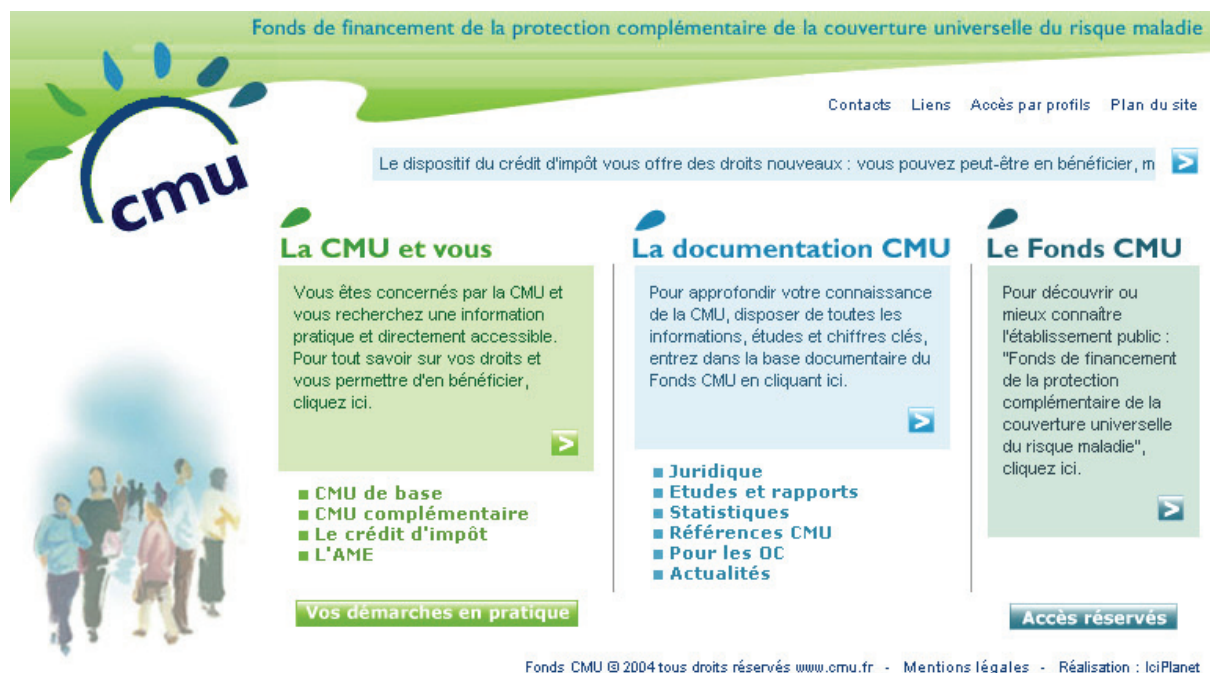 Fonds de financement de la protection complémentaire de la couverture universelle du risque maladie
cmu
Contacts Liens Accès par profils Plan du site
Le dispositif du crédit d'impôt vous offre des droits nouveaux : vous pouvez peut-être en bénéficier, m >
La CMU et vous
Vous êtes concernés par la CMU et
vous recherchez une information
pratique et directement accessible.
Pour tout savoir sur vos droits et
vous permettre d'en bénéficier,
cliquez ici.
>
CMU de base
CMU complémentaire
Le crédit d'impôt
L'AME
Vos démarches en pratique
La documentation CMU
Pour approfondir votre connaissance
de la CMU, disposer de toutes les
informations, études et chiffres clés,
entrez dans la base documentaire du
Fonds CMU en cliquant ici.
>
Juridique
Etudes et rapports
Statistiques
Références CMU
Pour les OC
Actualités
Le Fonds CMU
Pour découvrir ou
mieux connaître
l'établissement public :
"Fonds de financement
de la protection
complémentaire de la
couverture universelle
du risque maladie",
cliquez ici.
>
Accès réservés
Fonds CMU @ 2004 tous droits réservés www.cmu.fr - Mentions légales - Réalisation : IciPlanet